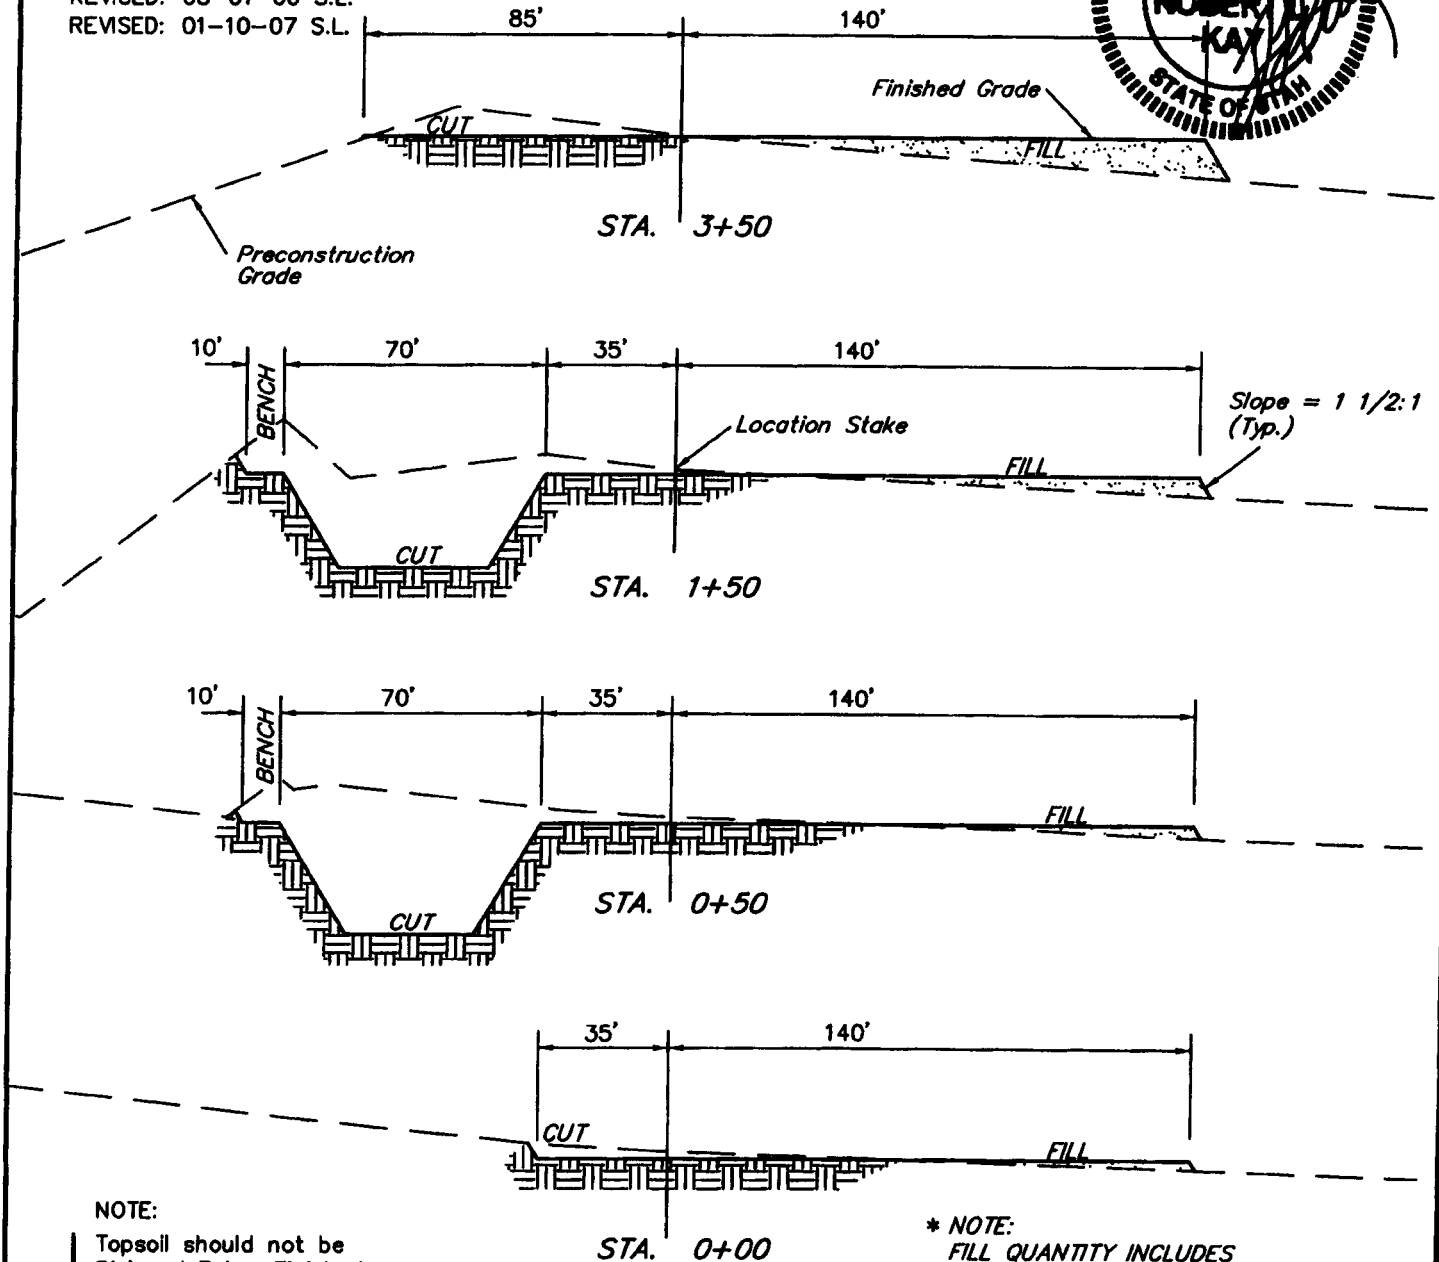 REVISED: 01-10-07 S.L.
85'
140'
KAY
STATE OF UTAH
Finished Grade
CUT
FILL
STA. 3+50
Preconstruction
Grade
10'
70'
35'
140'
BENCH
Slope = 1 1/2:1
(Typ.)
Location Stake
FILL
CUT
STA. 1+50
10'
70'
35'
140'
BENCH
FILL
STA. 0+50
CUT
35'
140'
CUT
FILL
NOTE:
Topsoil should not be
STA. 0+00
* NOTE:
FILL QUANTITY INCLUDES